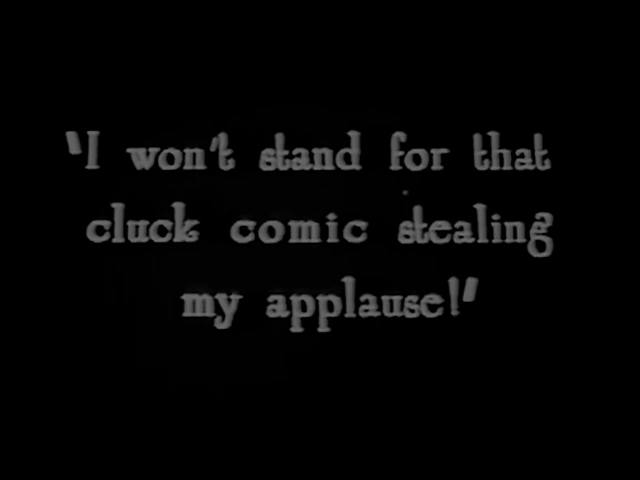 "I won't stand for that
cluck comic stealing
my applause!"